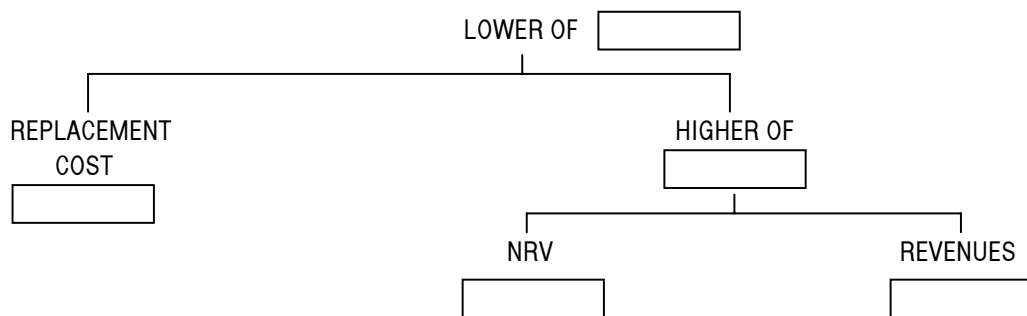 LOWER OF
REPLACEMENT
COST
HIGHER OF
NRV
REVENUES